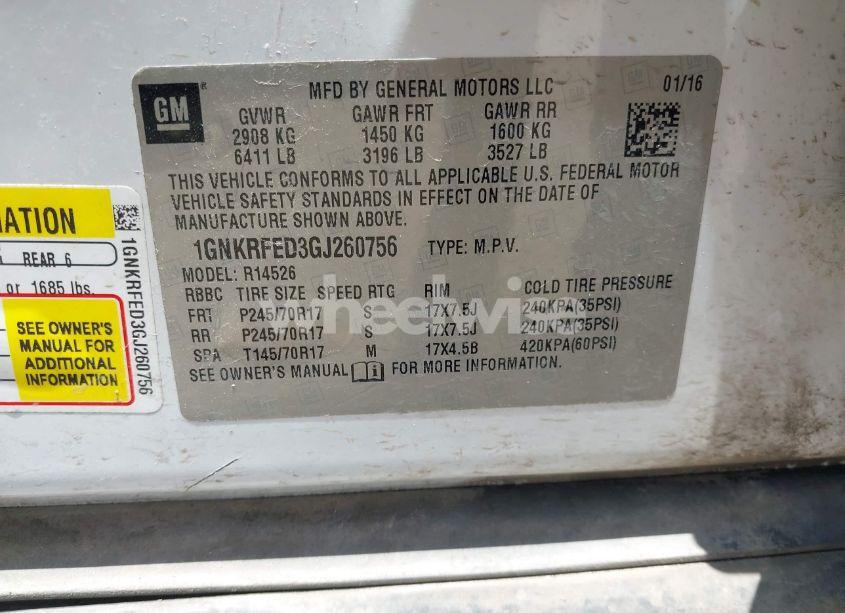 GM
MFD BY GENERAL MOTORS LLC 01/16
GVWR GAWR FRT GAWR RR
2908 KG 1450 KG 1600 KG
6411 LB 3196 LB 3527 LB
THIS VEHICLE CONFORMS TO ALL APPLICABLE U.S. FEDERAL MOTOR
VEHICLE SAFETY STANDARDS IN EFFECT ON THE DATE OF
MANUFACTURE SHOWN ABOVE.
1GNKRFED3GJ260756 TYPE: M.P.V.
MODEL: R14526
RBBC TIRE SIZE SPEED RTG RIM COLD TIRE PRESSURE
FRT P245/70R17 S 17X7.5J 240KPA(35PSI)
RR P245/70R17 S 17X7.5J 240KPA(35PSI)
SPA T145/70R17 M 17X4.5B 420KPA(60PSI)
SEE OWNER'S MANUAL FOR MORE INFORMATION.
REAR 6
or 1685 lbs.
SEE OWNER'S
MANUAL FOR
ADDITIONAL
INFORMATION
1GNKRFED3GJ260756